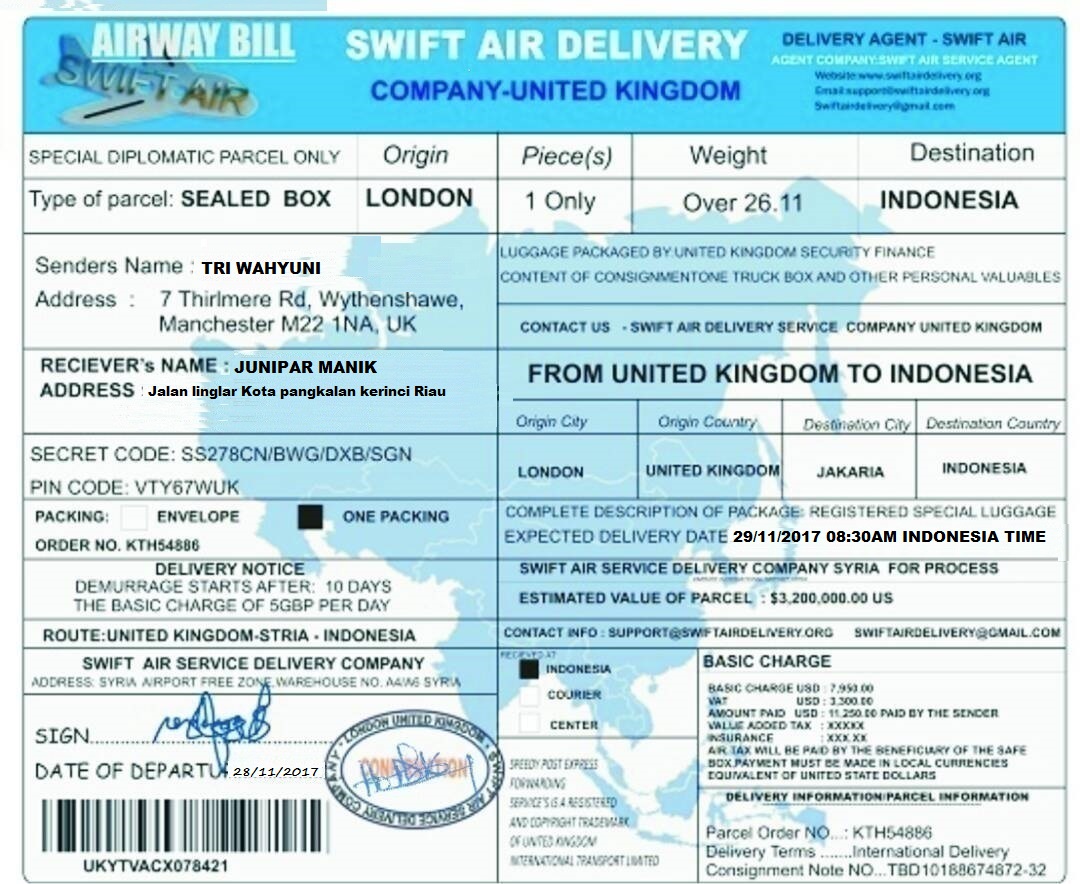 AIRWAY BILL
SWIFT AIR
SWIFT AIR DELIVERY
COMPANY-UNITED KINGDOM
DELIVERY AGENT - SWIFT AIR
AGENT COMPANY:SWIFT AIR SERVICE AGENT
Website:www.swiftairdelivery.org
Email:support@swiftairdelivery.org
Swiftairdelivery@gmail.com
SPECIAL DIPLOMATIC PARCEL ONLY
Origin
Piece(s)
Weight
Destination
Type of parcel: SEALED BOX
LONDON
1 Only
Over 26.11
INDONESIA
Senders Name : TRI WAHYUNI
Address : 7 Thirlmere Rd, Wythenshawe,
Manchester M22 1NA, UK
LUGGAGE PACKAGED BY:UNITED KINGDOM SECURITY FINANCE
CONTENT OF CONSIGNMENTONE TRUCK BOX AND OTHER PERSONAL VALUABLES
CONTACT US - SWIFT AIR DELIVERY SERVICE COMPANY UNITED KINGDOM
RECIEVER's NAME : JUNIPAR MANIK
ADDRESS : Jalan linglar Kota pangkalan kerinci Riau
FROM UNITED KINGDOM TO INDONESIA
Origin City
Origin Country
Destination City
Destination Country
LONDON
UNITED KINGDOM
JAKARIA
INDONESIA
SECRET CODE: SS278CN/BWG/DXB/SGN
PIN CODE: VTY67WUK
PACKING: ENVELOPE ONE PACKING
ORDER NO. KTH54886
COMPLETE DESCRIPTION OF PACKAGE: REGISTERED SPECIAL LUGGAGE
EXPECTED DELIVERY DATE 29/11/2017 08:30AM INDONESIA TIME
DELIVERY NOTICE
DEMURRAGE STARTS AFTER: 10 DAYS
THE BASIC CHARGE OF 5GBP PER DAY
SWIFT AIR SERVICE DELIVERY COMPANY SYRIA FOR PROCESS
ESTIMATED VALUE OF PARCEL : $3,200,000.00 US
ROUTE:UNITED KINGDOM-STRIA - INDONESIA
CONTACT INFO : SUPPORT@SWIFTAIRDELIVERY.ORG SWIFTAIRDELIVERY@GMAIL.COM
SWIFT AIR SERVICE DELIVERY COMPANY
ADDRESS: SYRIA AIRPORT FREE ZONE WAREHOUSE NO. A4/A6 SYRIA
RECIEVED AT
INDONESIA
COURIER
CENTER
BASIC CHARGE
BASIC CHARGE USD : 7,950.00
VAT USD : 3,300.00
AMOUNT PAID USD : 11,250.00 PAID BY THE SENDER
VALUE ADDED TAX : XXXXX
INSURANCE : XXX.XX
AIR TAX WILL BE PAID BY THE BENEFICIARY OF THE SAFE
BOX.PAYMENT MUST BE MADE IN LOCAL CURRENCIES
EQUIVALENT OF UNITED STATE DOLLARS
SIGN
DATE OF DEPARTU 28/11/2017
LONDON UNITED KINGDOM
SWIFT AIR SERVICE DELIVERY COMPANY
SPEEDY POST EXPRESS
FORWARDING
SERVICE'S IS A REGISTERED
AND COPYRIGHT TRADEMARK
OF UNITED KINGDOM
INTERNATIONAL TRANSPORT LIMITED
DELIVERY INFORMATION/PARCEL INFORMATION
Parcel Order NO...: KTH54886
Delivery Terms .......International Delivery
Consignment Note NO...TBD10188674872-32
UKYTVACX078421